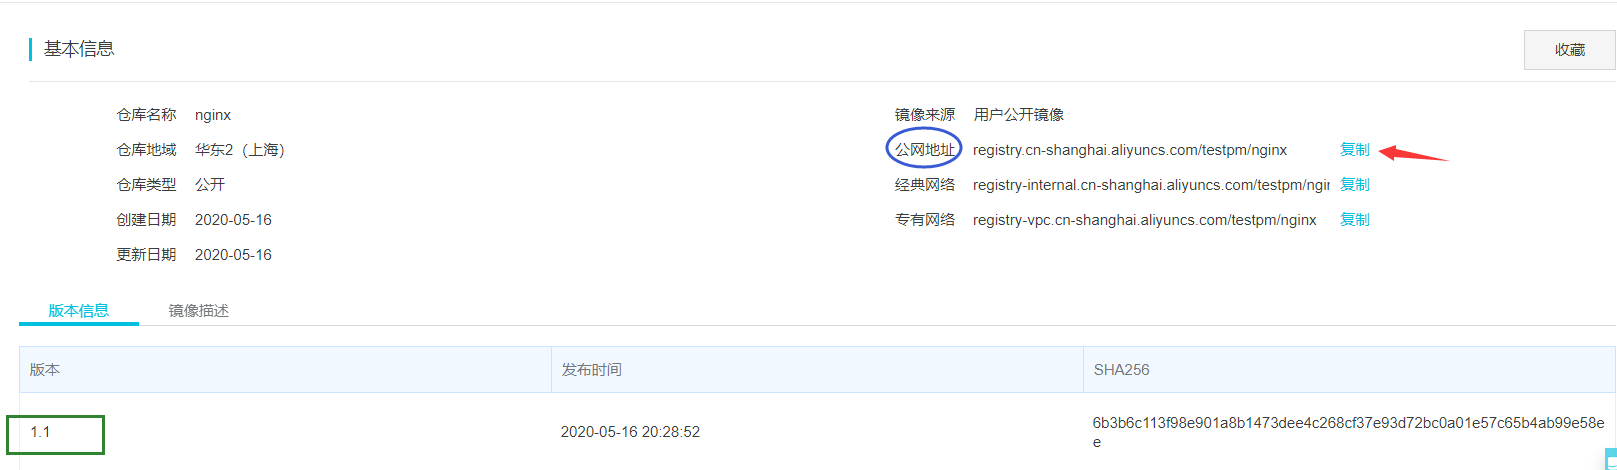 基本信息
收藏
仓库名称 nginx
镜像来源 用户公开镜像
仓库地域 华东2（上海）
公网地址 registry.cn-shanghai.aliyuncs.com/testpm/nginx 复制
仓库类型 公开
经典网络 registry-internal.cn-shanghai.aliyuncs.com/testpm/ngi 复制
创建日期 2020-05-16
专有网络 registry-vpc.cn-shanghai.aliyuncs.com/testpm/nginx 复制
更新日期 2020-05-16
版本信息 镜像描述
版本 发布时间 SHA256
1.1 2020-05-16 20:28:52 6b3b6c113f98e901a8b1473dee4c268cf37e93d72bc0a01e57c65b4ab99e58e
e